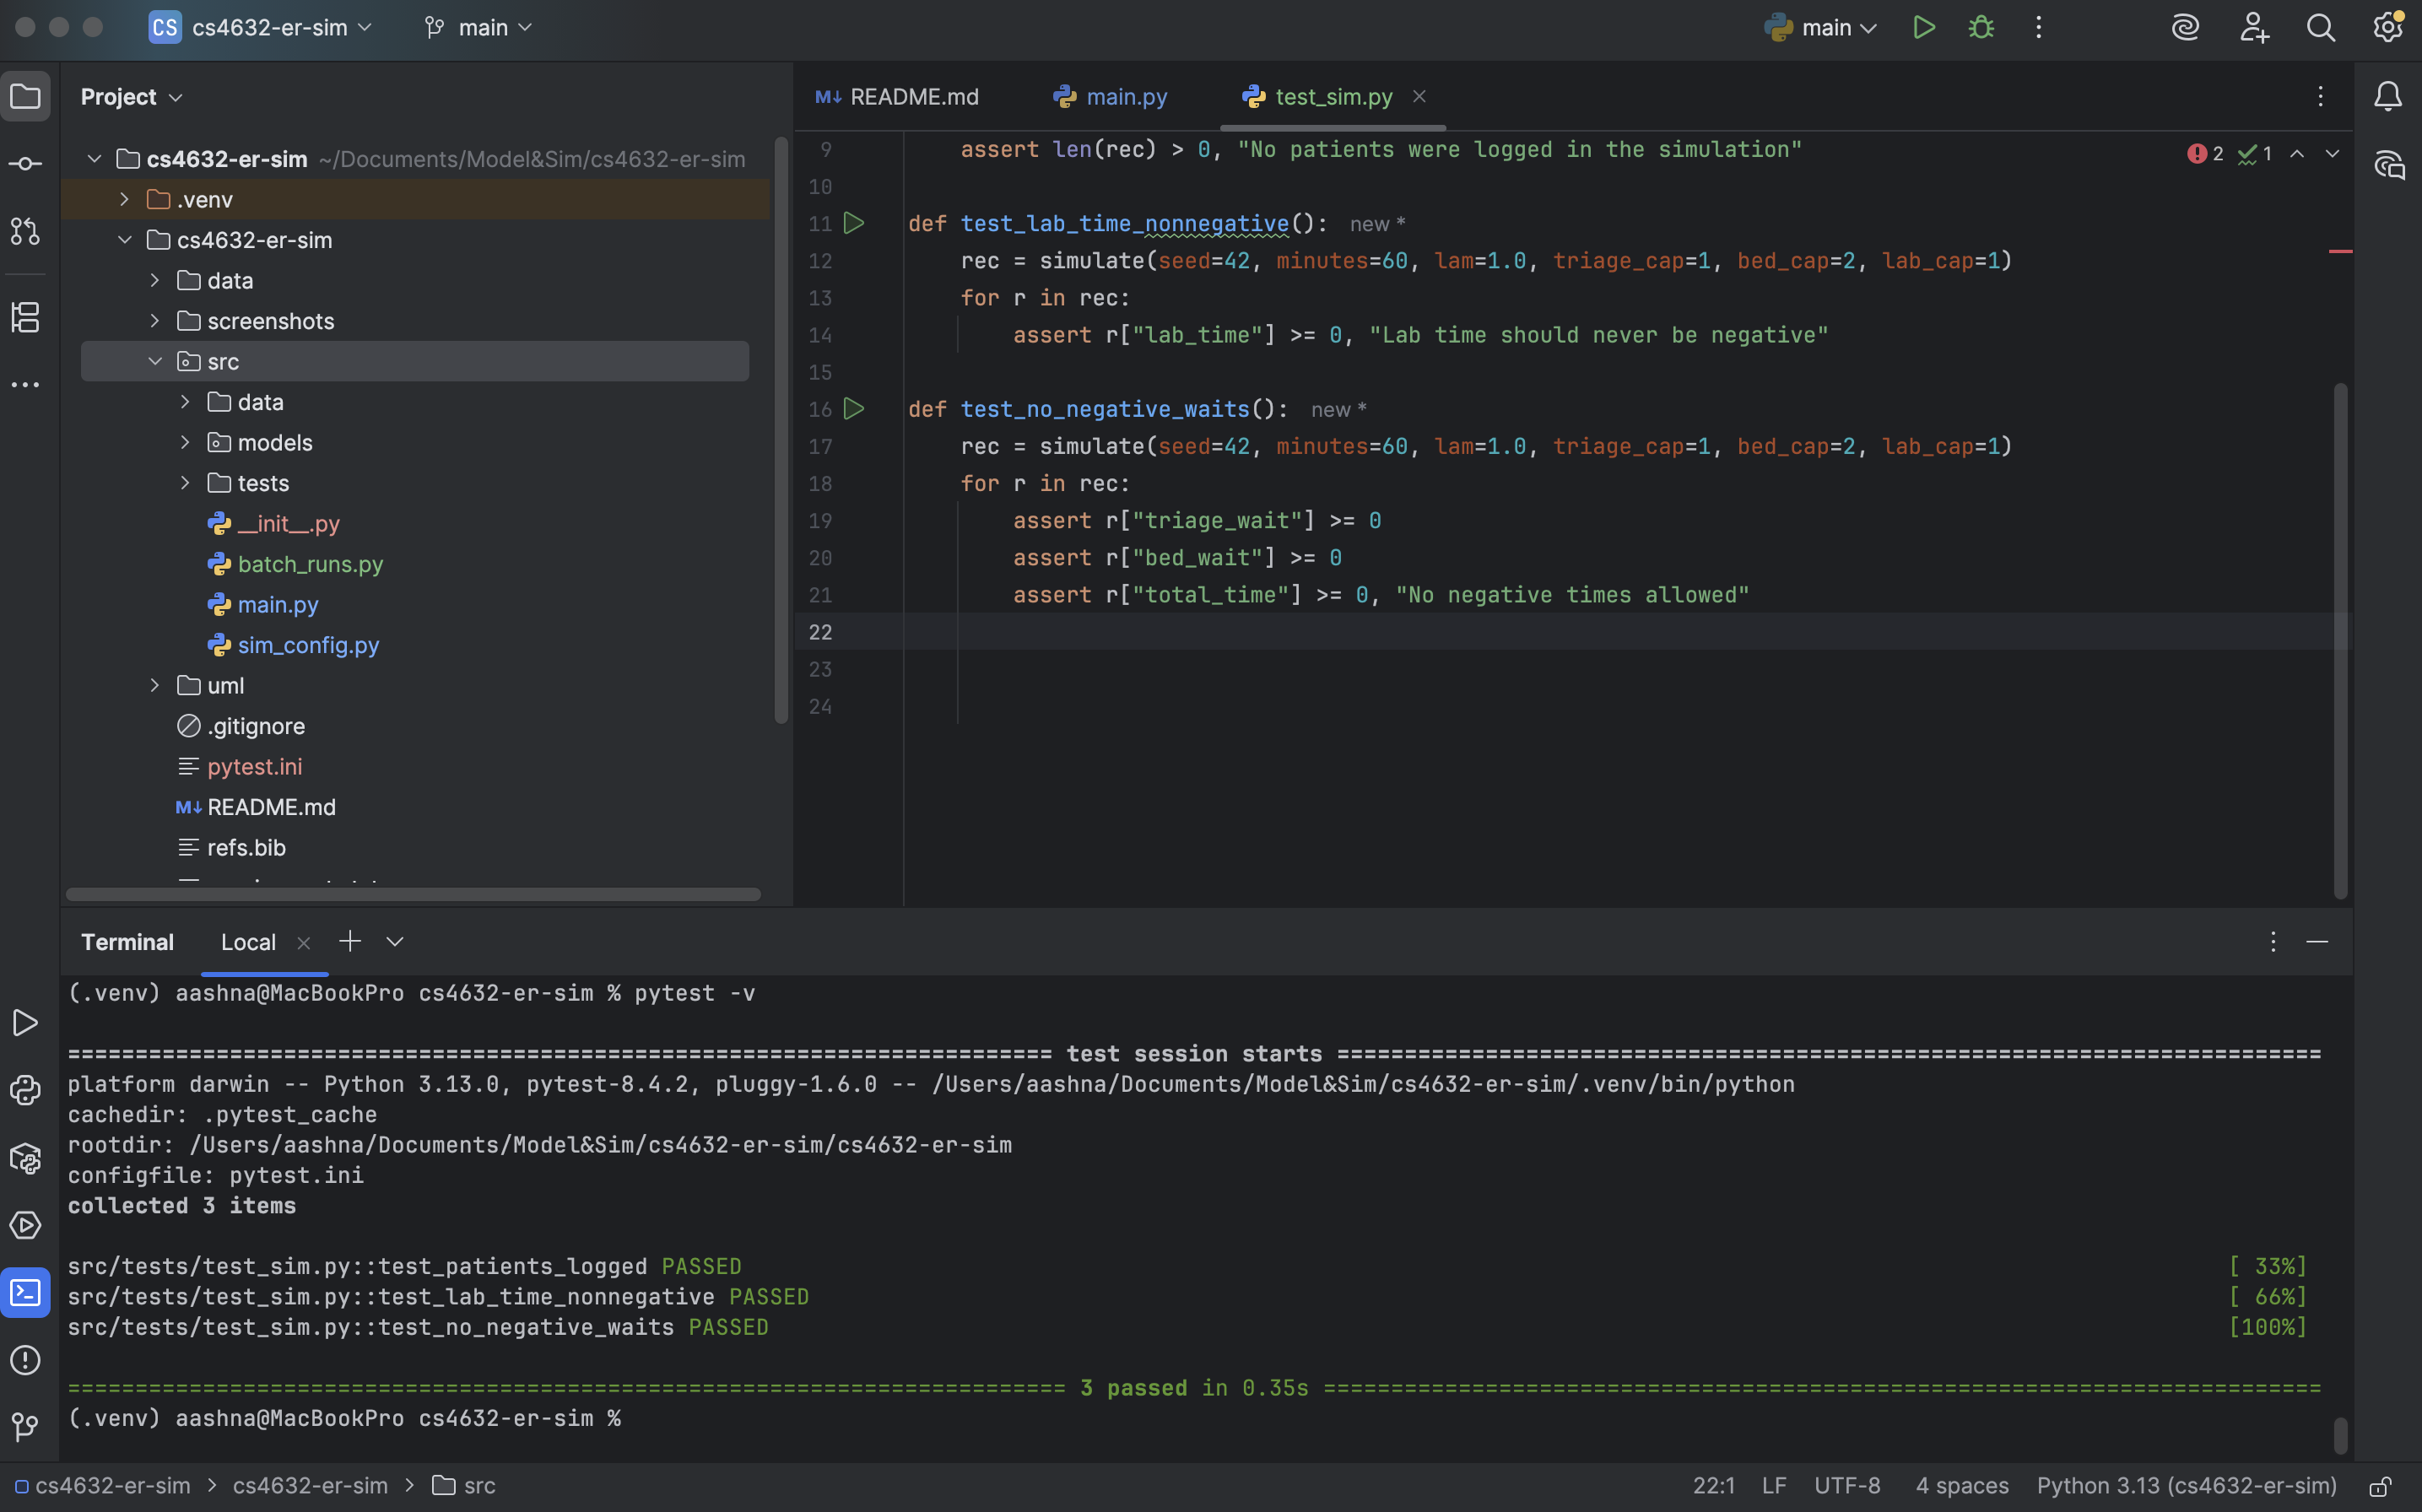 CS cs4632-er-sim main main
Project
README.md main.py test_sim.py
cs4632-er-sim ~/Documents/Model&Sim/cs4632-er-sim
.venv
cs4632-er-sim
data
screenshots
src
data
models
tests
__init__.py
batch_runs.py
main.py
sim_config.py
uml
.gitignore
pytest.ini
M↓ README.md
refs.bib
9 assert len(rec) > 0, "No patients were logged in the simulation" 2 1
10
11 def test_lab_time_nonnegative(): new *
12 rec = simulate(seed=42, minutes=60, lam=1.0, triage_cap=1, bed_cap=2, lab_cap=1)
13 for r in rec:
14 assert r["lab_time"] >= 0, "Lab time should never be negative"
15
16 def test_no_negative_waits(): new *
17 rec = simulate(seed=42, minutes=60, lam=1.0, triage_cap=1, bed_cap=2, lab_cap=1)
18 for r in rec:
19 assert r["triage_wait"] >= 0
20 assert r["bed_wait"] >= 0
21 assert r["total_time"] >= 0, "No negative times allowed"
22
23
24
Terminal Local
(.venv) aashna@MacBookPro cs4632-er-sim % pytest -v
========================================================================= test session starts =========================================================================
platform darwin -- Python 3.13.0, pytest-8.4.2, pluggy-1.6.0 -- /Users/aashna/Documents/Model&Sim/cs4632-er-sim/.venv/bin/python
cachedir: .pytest_cache
rootdir: /Users/aashna/Documents/Model&Sim/cs4632-er-sim/cs4632-er-sim
configfile: pytest.ini
collected 3 items
src/tests/test_sim.py::test_patients_logged PASSED [ 33%]
src/tests/test_sim.py::test_lab_time_nonnegative PASSED [ 66%]
src/tests/test_sim.py::test_no_negative_waits PASSED [100%]
========================================================================== 3 passed in 0.35s ==========================================================================
(.venv) aashna@MacBookPro cs4632-er-sim %
cs4632-er-sim > cs4632-er-sim > src 22:1 LF UTF-8 4 spaces Python 3.13 (cs4632-er-sim)